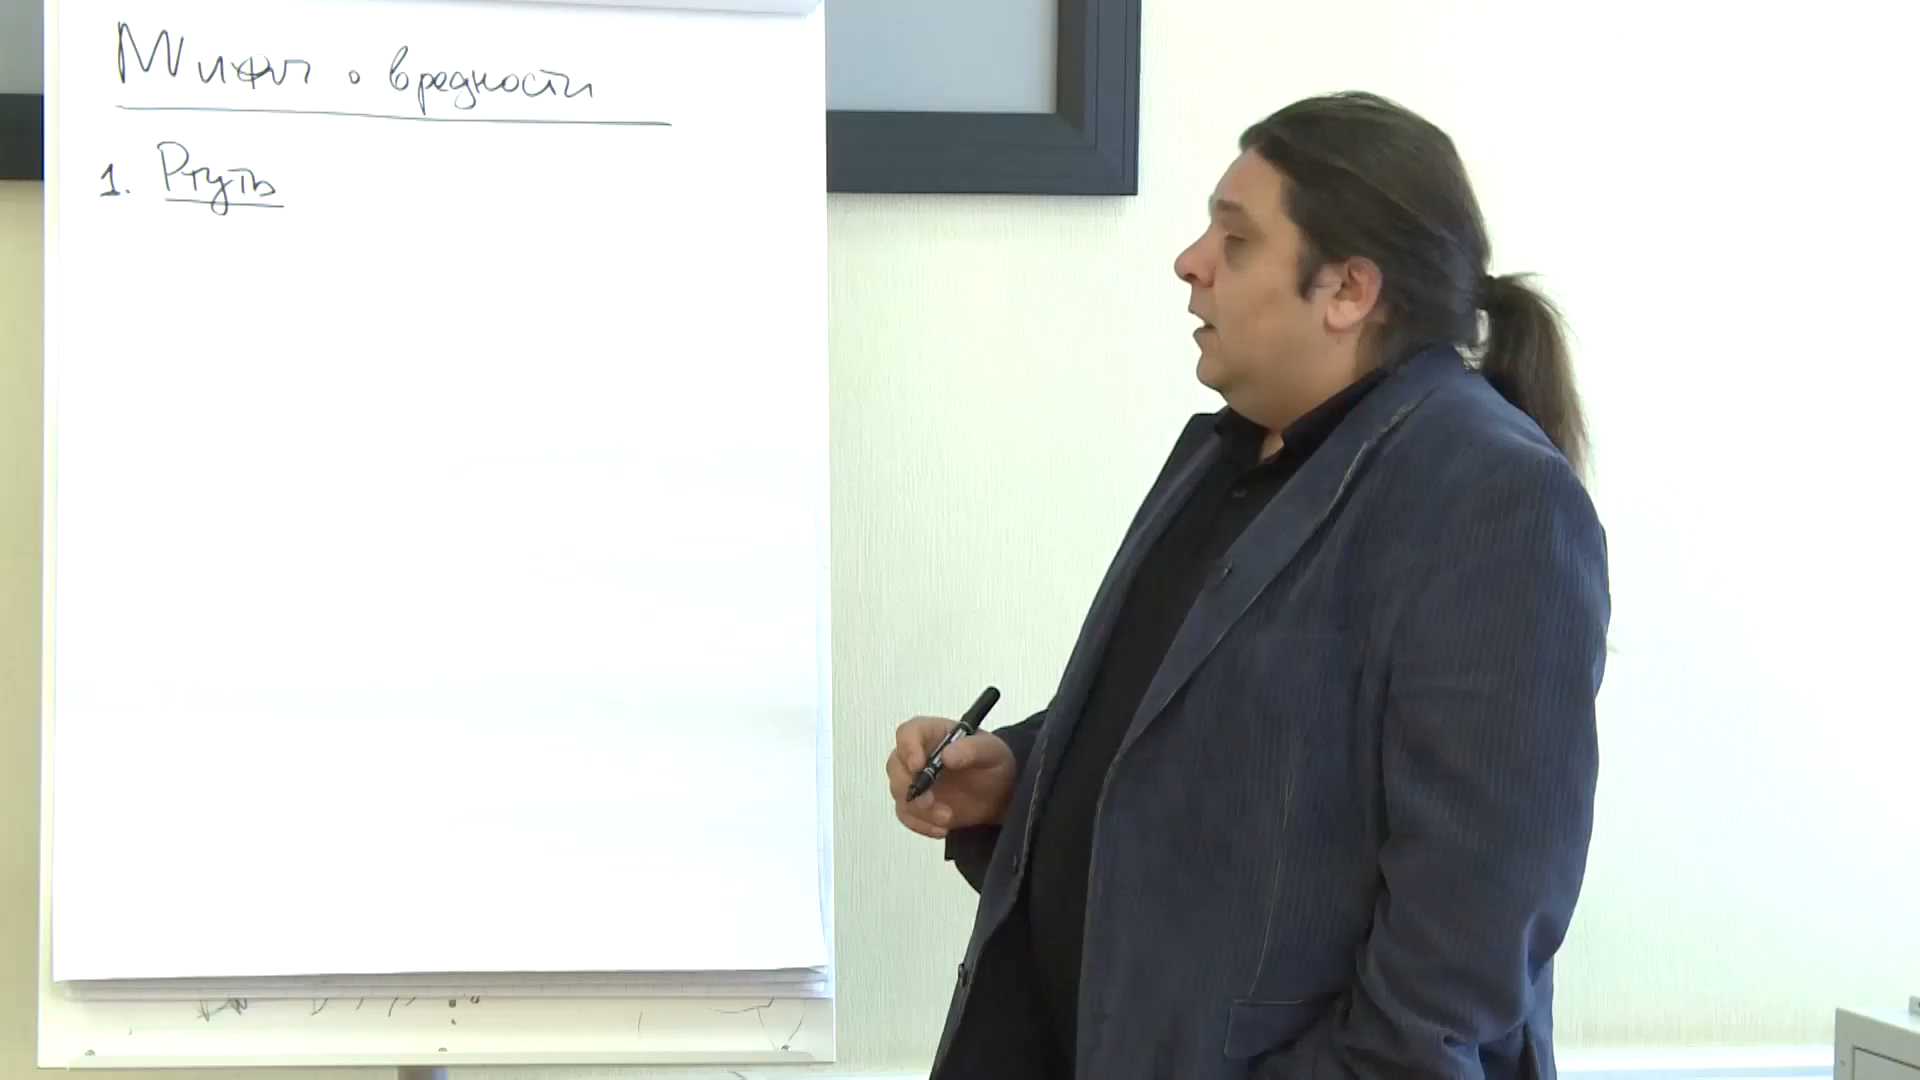 Мифы о вредности
1. Ртуть